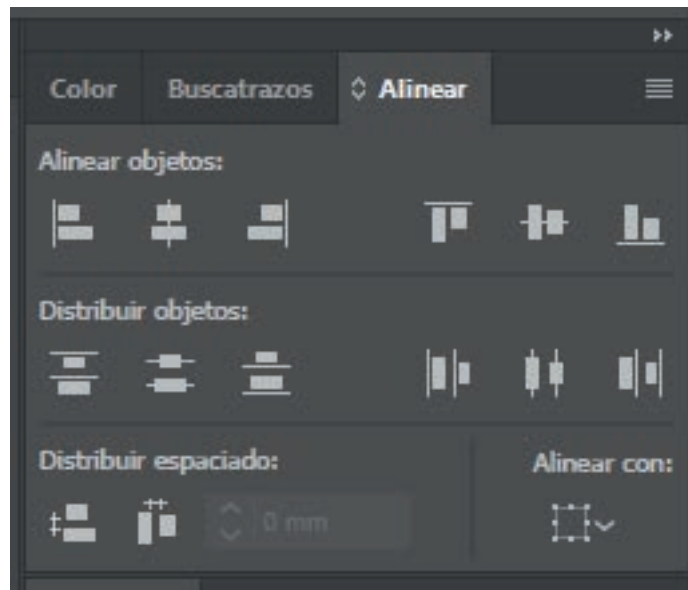 Color Buscatrazos Alinear
Alinear objetos:
Distribuir objetos:
Distribuir espaciado: Alinear con:
0 mm